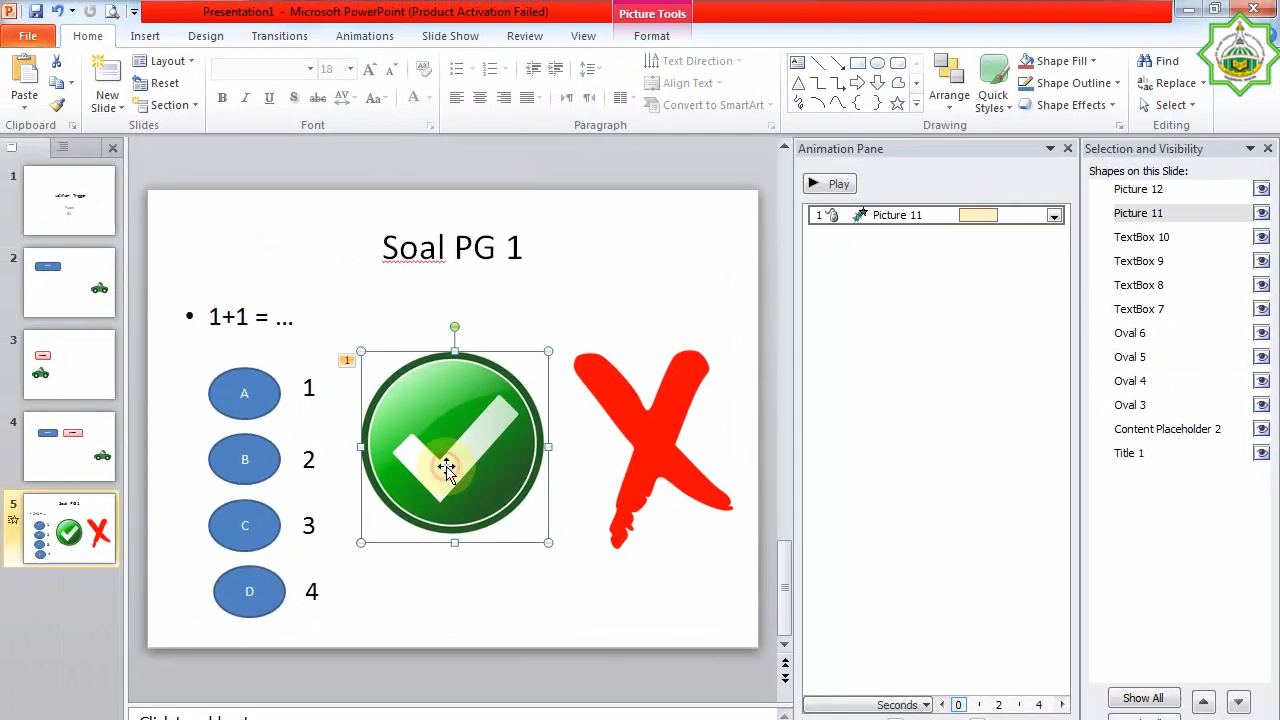 Presentation1 - Microsoft PowerPoint (Product Activation Failed)
Picture Tools
File
Home
Insert
Design
Transitions
Animations
Slide Show
Review
View
Format
Paste
New
Slide
Layout
Reset
Section
18
Text Direction
Align Text
Convert to SmartArt
Arrange
Quick
Styles
Shape Fill
Shape Outline
Shape Effects
Find
Replace
Select
Clipboard
Slides
Font
Paragraph
Drawing
Editing
1
2
3
4
5
Soal PG 1
• 1+1 = ...
1
A 1
B 2
C 3
D 4
Animation Pane
Play
1 Picture 11
Seconds
0 2 4
Selection and Visibility
Shapes on this Slide:
Picture 12
Picture 11
TextBox 10
TextBox 9
TextBox 8
TextBox 7
Oval 6
Oval 5
Oval 4
Oval 3
Content Placeholder 2
Title 1
Show All